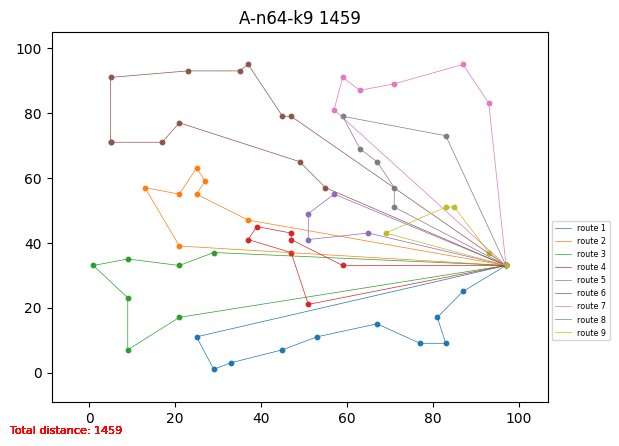 A-n64-k9 1459
100
80
60
40
20
0
0 20 40 60 80 100
route 1
route 2
route 3
route 4
route 5
route 6
route 7
route 8
route 9
Total distance: 1459